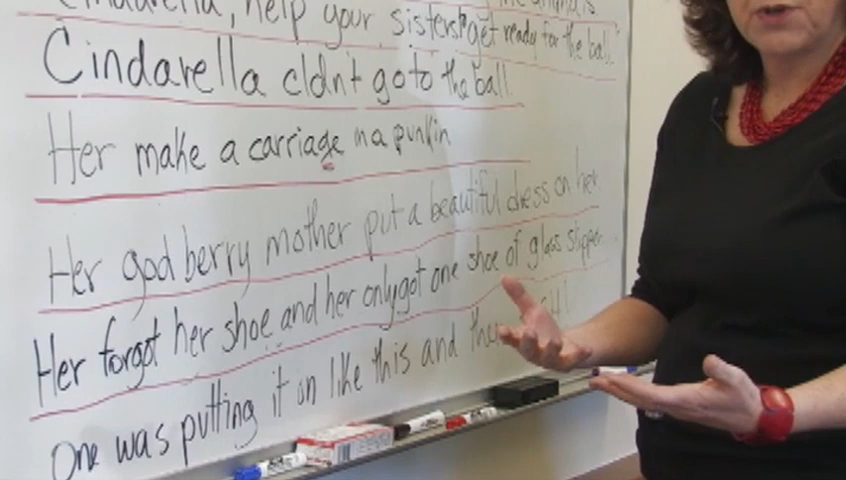 Cindarella, help your sisters get ready for the ball."
Cindarella cldn't go to the ball.
Her make a carriage in a punkin
Her god berry mother put a beautiful dress on her
Her forgot her shoe and her only got one shoe of glass slipper
One was putting it on like this and